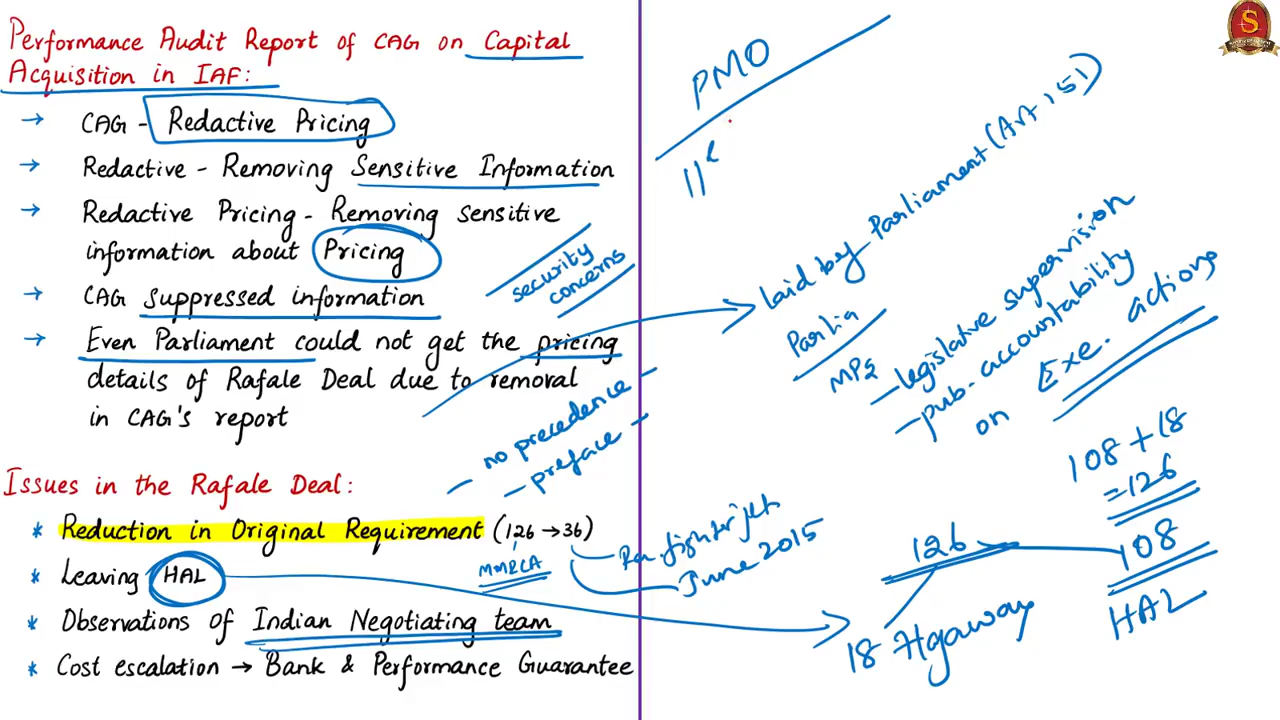 Performance Audit Report of CAG on Capital
Acquisition in IAF:
→ CAG - Redactive Pricing
→ Redactive - Removing Sensitive Information
→ Redactive Pricing - Removing sensitive
information about Pricing
→ CAG suppressed information
→ Even Parliament could not get the pricing
details of Rafale Deal due to removal
in CAG's report
security
concerns
- no precedence -
- preface -
Issues in the Rafale Deal:
* Reduction in Original Requirement (126 → 36)
MMRCA
* Leaving HAL
* Observations of Indian Negotiating team
* Cost escalation → Bank & Performance Guarantee
PMO
laid by Parliament (Art 151)
Parlia
MPs
- legislative supervision
- pub. accountability
on Exe. actions
108 + 18
= 126
108
HAL
126
18 flyaway
fighter jet
June 2015
S